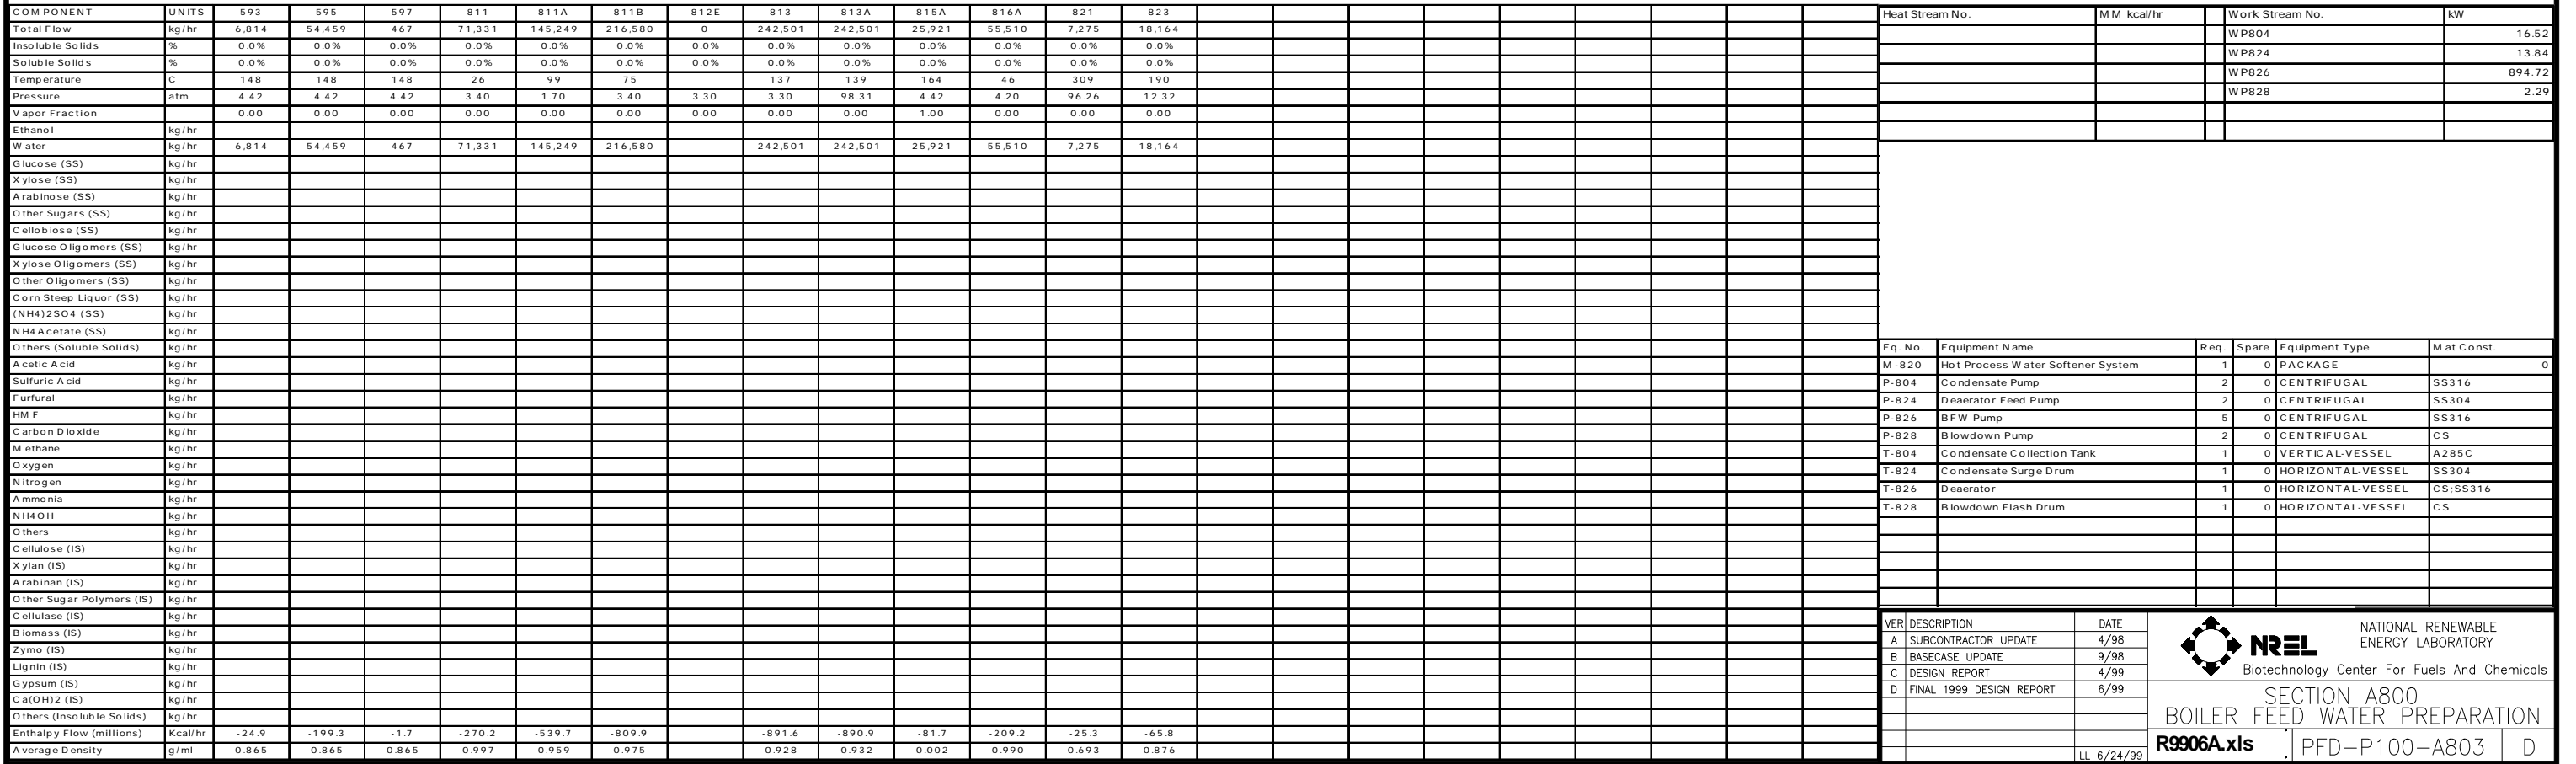 COMPONENT UNITS 593 595 597 811 811A 811B 812E 813 813A 815A 816A 821 823
Total Flow kg/hr 6,814 54,459 467 71,331 145,249 216,580 0 242,501 242,501 25,921 55,510 7,275 18,164
Insoluble Solids % 0.0% 0.0% 0.0% 0.0% 0.0% 0.0% 0.0% 0.0% 0.0% 0.0% 0.0% 0.0%
Soluble Solids % 0.0% 0.0% 0.0% 0.0% 0.0% 0.0% 0.0% 0.0% 0.0% 0.0% 0.0% 0.0%
Temperature C 148 148 148 26 99 75 137 139 164 46 309 190
Pressure atm 4.42 4.42 4.42 3.40 1.70 3.40 3.30 3.30 98.31 4.42 4.20 96.26 12.32
Vapor Fraction 0.00 0.00 0.00 0.00 0.00 0.00 0.00 0.00 1.00 0.00 0.00 0.00
Ethanol kg/hr
Water kg/hr 6,814 54,459 467 71,331 145,249 216,580 242,501 242,501 25,921 55,510 7,275 18,164
Glucose (SS) kg/hr
Xylose (SS) kg/hr
Arabinose (SS) kg/hr
Other Sugars (SS) kg/hr
Cellobiose (SS) kg/hr
Glucose Oligomers (SS) kg/hr
Xylose Oligomers (SS) kg/hr
Other Oligomers (SS) kg/hr
Corn Steep Liquor (SS) kg/hr
(NH4)2SO4 (SS) kg/hr
NH4Acetate (SS) kg/hr
Others (Soluble Solids) kg/hr
Acetic Acid kg/hr
Sulfuric Acid kg/hr
Furfural kg/hr
HMF kg/hr
Carbon Dioxide kg/hr
Methane kg/hr
Oxygen kg/hr
Nitrogen kg/hr
Ammonia kg/hr
NH4OH kg/hr
Others kg/hr
Cellulose (IS) kg/hr
Xylan (IS) kg/hr
Arabinan (IS) kg/hr
Other Sugar Polymers (IS) kg/hr
Cellulase (IS) kg/hr
Biomass (IS) kg/hr
Zymo (IS) kg/hr
Lignin (IS) kg/hr
Gypsum (IS) kg/hr
Ca(OH)2 (IS) kg/hr
Others (Insoluble Solids) kg/hr
Enthalpy Flow (millions) Kcal/hr -24.9 -199.3 -1.7 -270.2 -539.7 -809.9 -891.6 -890.9 -81.7 -209.2 -25.3 -65.8
Average Density g/ml 0.865 0.865 0.865 0.997 0.959 0.975 0.928 0.932 0.002 0.990 0.693 0.876
Heat Stream No. MM kcal/hr Work Stream No. kW
WP804 16.52
WP824 13.84
WP826 894.72
WP828 2.29
Eq. No. Equipment Name Req. Spare Equipment Type Mat Const.
M-820 Hot Process Water Softener System 1 0 PACKAGE 0
P-804 Condensate Pump 2 0 CENTRIFUGAL SS316
P-824 Deaerator Feed Pump 2 0 CENTRIFUGAL SS304
P-826 BFW Pump 5 0 CENTRIFUGAL SS316
P-828 Blowdown Pump 2 0 CENTRIFUGAL CS
T-804 Condensate Collection Tank 1 0 VERTICAL-VESSEL A285C
T-824 Condensate Surge Drum 1 0 HORIZONTAL-VESSEL SS304
T-826 Deaerator 1 0 HORIZONTAL-VESSEL CS;SS316
T-828 Blowdown Flash Drum 1 0 HORIZONTAL-VESSEL CS
VER DESCRIPTION DATE
A SUBCONTRACTOR UPDATE 4/98
B BASECASE UPDATE 9/98
C DESIGN REPORT 4/99
D FINAL 1999 DESIGN REPORT 6/99
LL 6/24/99
NREL
NATIONAL RENEWABLE
ENERGY LABORATORY
Biotechnology Center For Fuels And Chemicals
SECTION A800
BOILER FEED WATER PREPARATION
R9906A.xls PFD-P100-A803 D